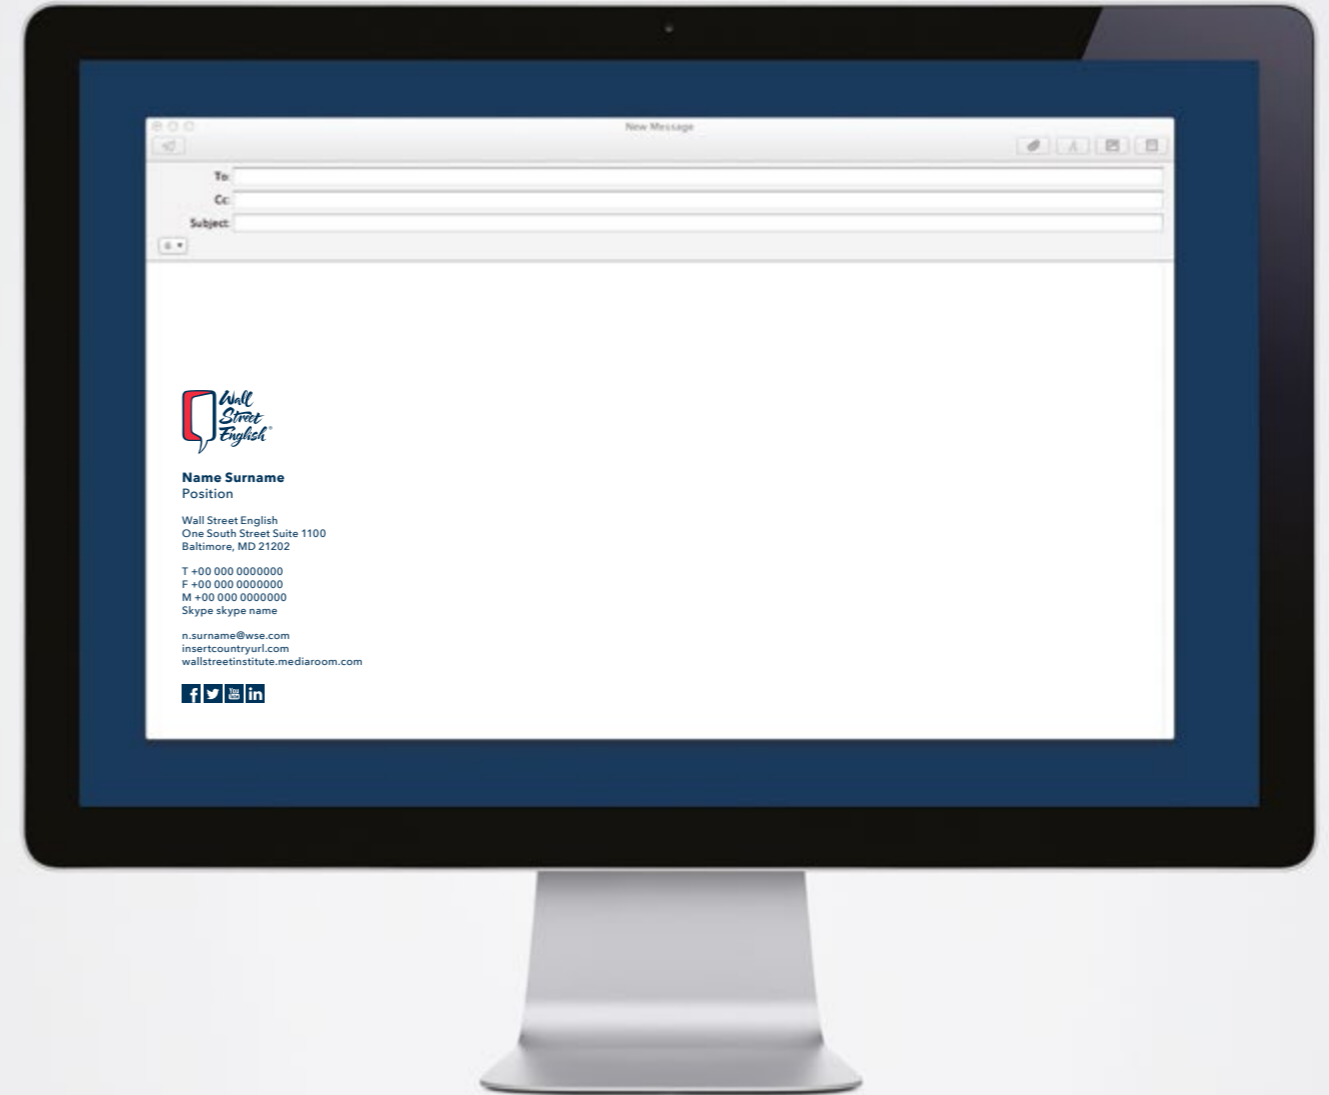 New Message
To:
Cc:
Subject:
Wall
Street
English®
Name Surname
Position
Wall Street English
One South Street Suite 1100
Baltimore, MD 21202
T +00 000 0000000
F +00 000 0000000
M +00 000 0000000
Skype skype name
n.surname@wse.com
insertcountryurl.com
wallstreetinstitute.mediaroom.com
f
You
in